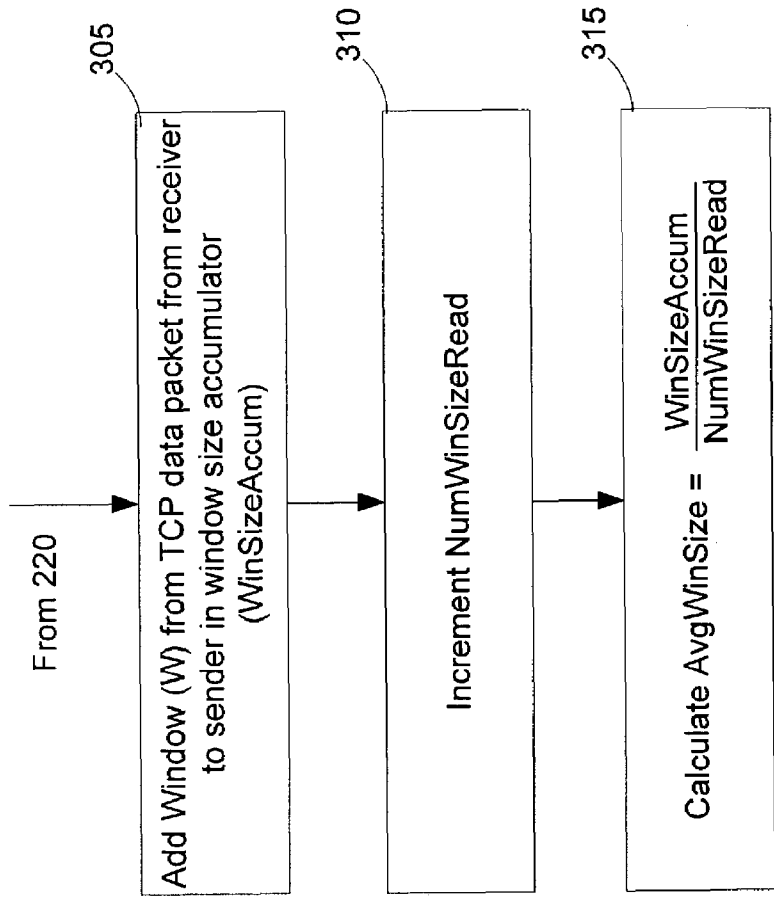 From 220
305
Add Window (W) from TCP data packet from receiver
to sender in window size accumulator
(WinSizeAccum)
310
Increment NumWinSizeRead
315
Calculate AvgWinSize = WinSizeAccum
NumWinSizeRead